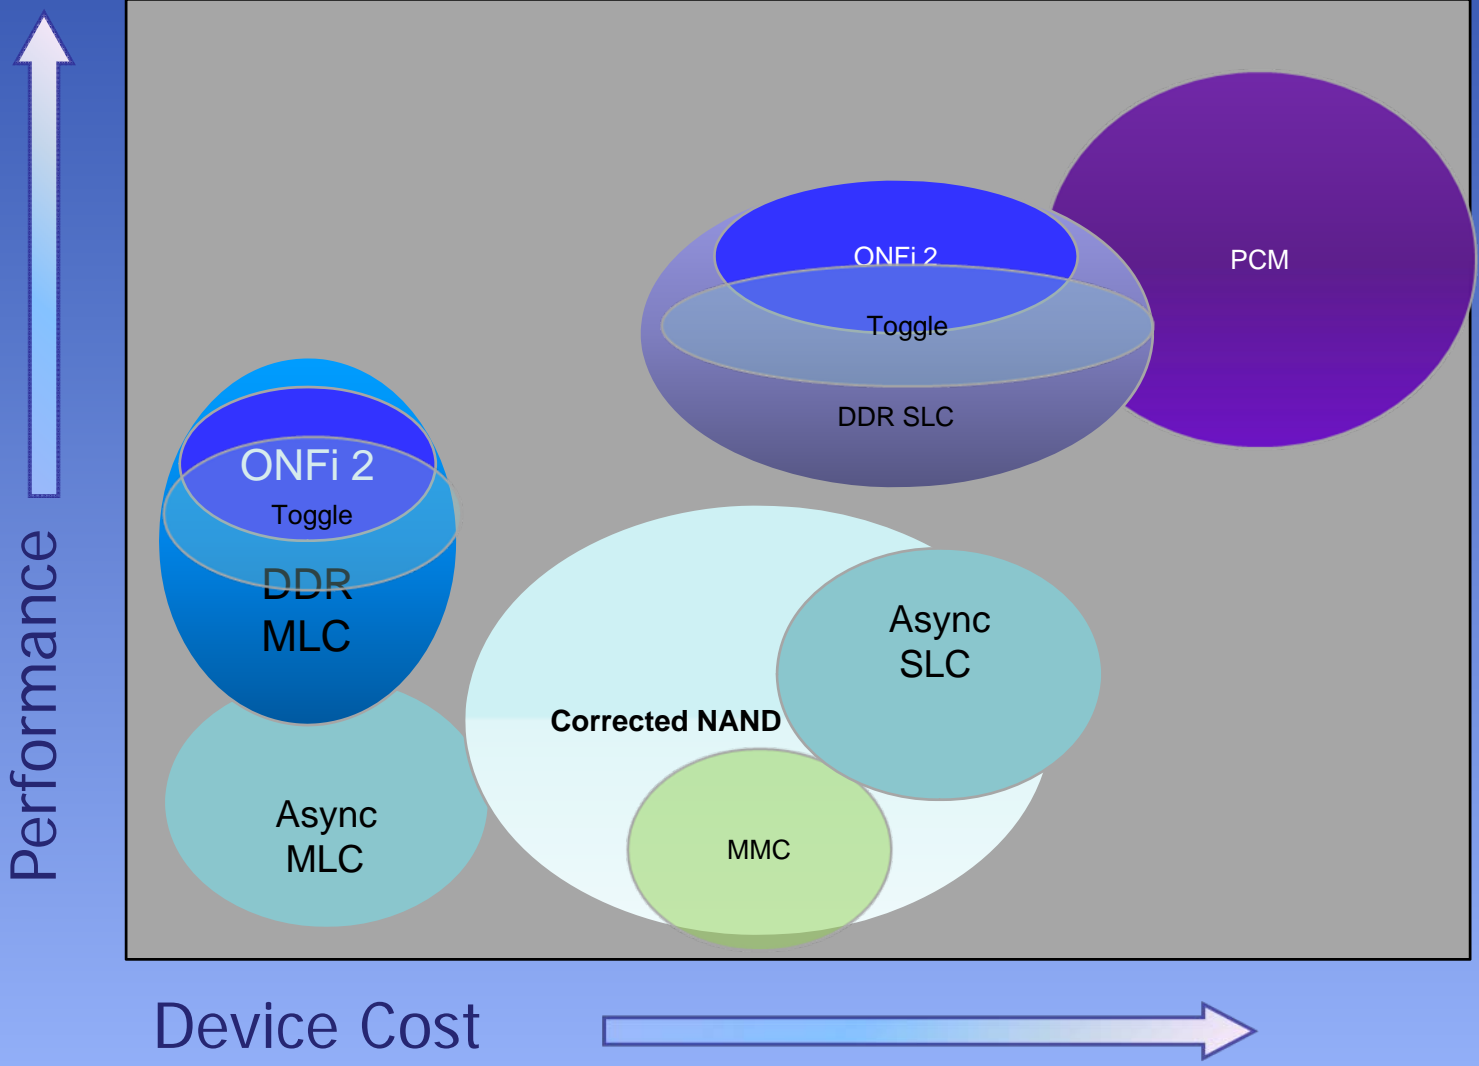 Performance
ONFi 2
Toggle
DDR SLC
PCM
ONFi 2
Toggle
DDR
MLC
Async
SLC
Corrected NAND
Async
MLC
MMC
Device Cost